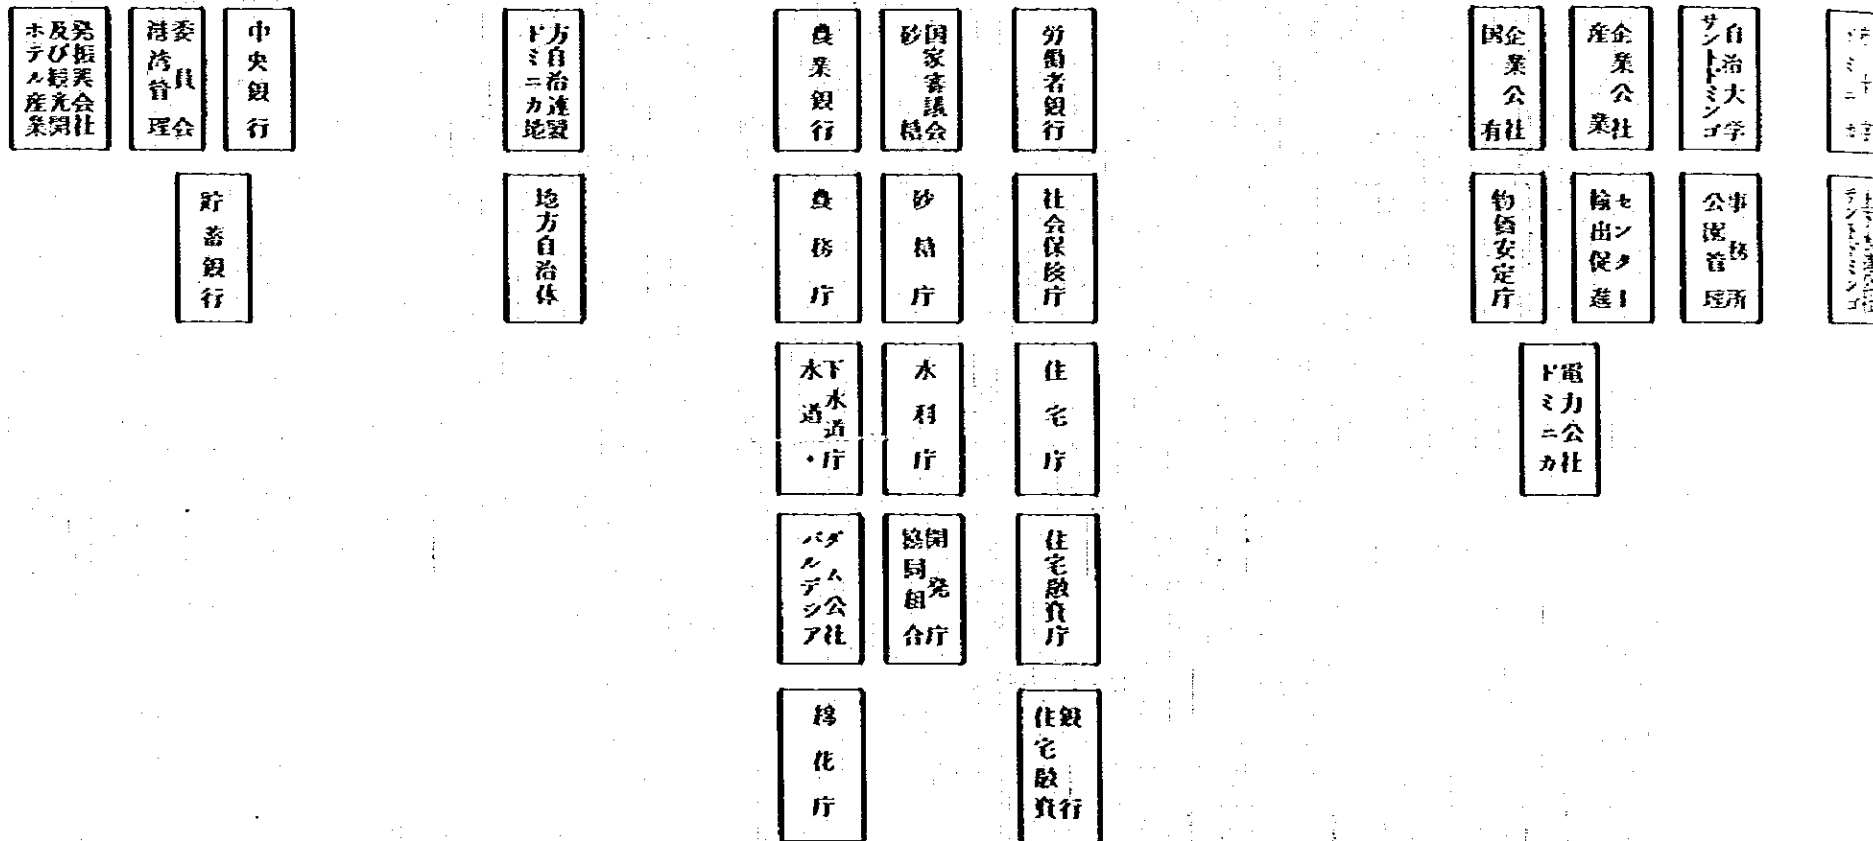 ホテル産業
及び観光開
発振興会社
港湾管理
委員会
中央銀行
ドミニカ地
方自治連盟
農業銀行
砂糖
国家審議会
労働者銀行
国有
企業公社
産業
企業公社
サントドミンゴ
自治大学
貯蓄銀行
地方自治体
農務庁
砂糖庁
社会保険庁
物価安定庁
輸出促進
センター
公園管理
事務所
水道・
下水道庁
水利庁
住宅庁
ドミニカ
電力公社
バルデシア
ダム公社
協同組合
開発庁
住宅融資庁
綿花庁
住宅融資
銀行